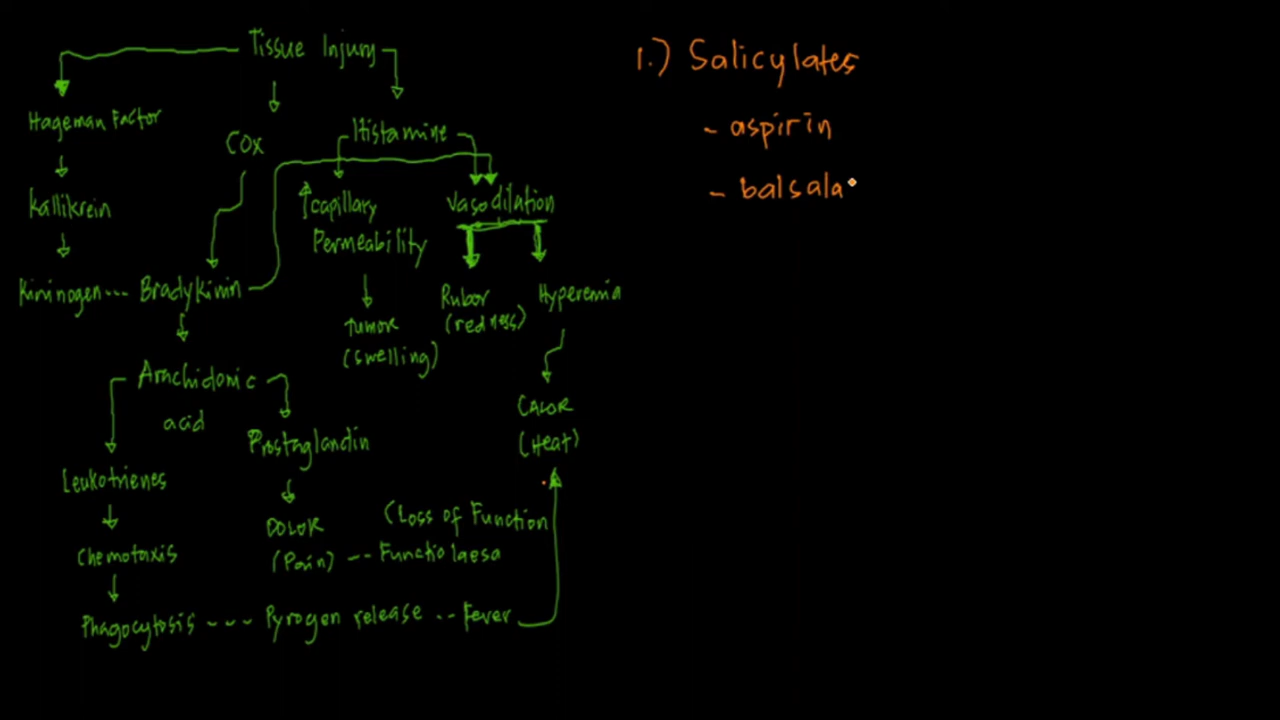 Tissue Injury
Hageman Factor
COX
Histamine
Kallikrein
↑capillary
Permeability
Vasodilation
Kininogen... Bradykinin
tumor
(swelling)
Rubor
(redness)
Hyperemia
Arachidonic
acid
CALOR
(Heat)
Leukotrienes
Prostaglandin
Chemotaxis
DOLOR
(Pain) --- Functio laesa
(Loss of Function
Phagocytosis --- Pyrogen release -- Fever
1.) Salicylates
- aspirin
- balsala